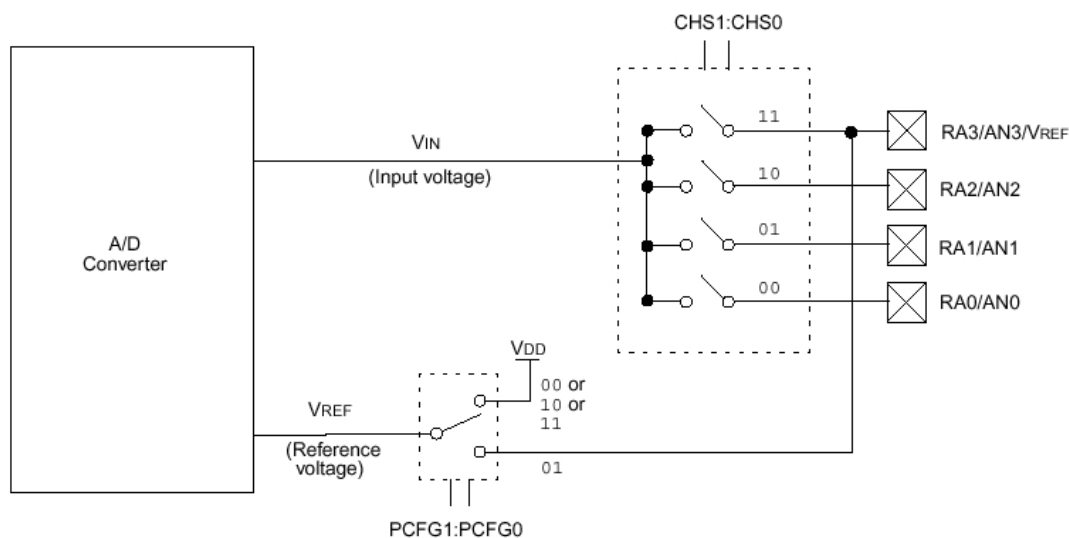 CHS1:CHS0
11
RA3/AN3/VREF
VIN
(Input voltage)
10
RA2/AN2
A/D
Converter
01
RA1/AN1
00
RA0/AN0
VDD
00 or
10 or
11
VREF
(Reference
voltage)
01
PCFG1:PCFG0